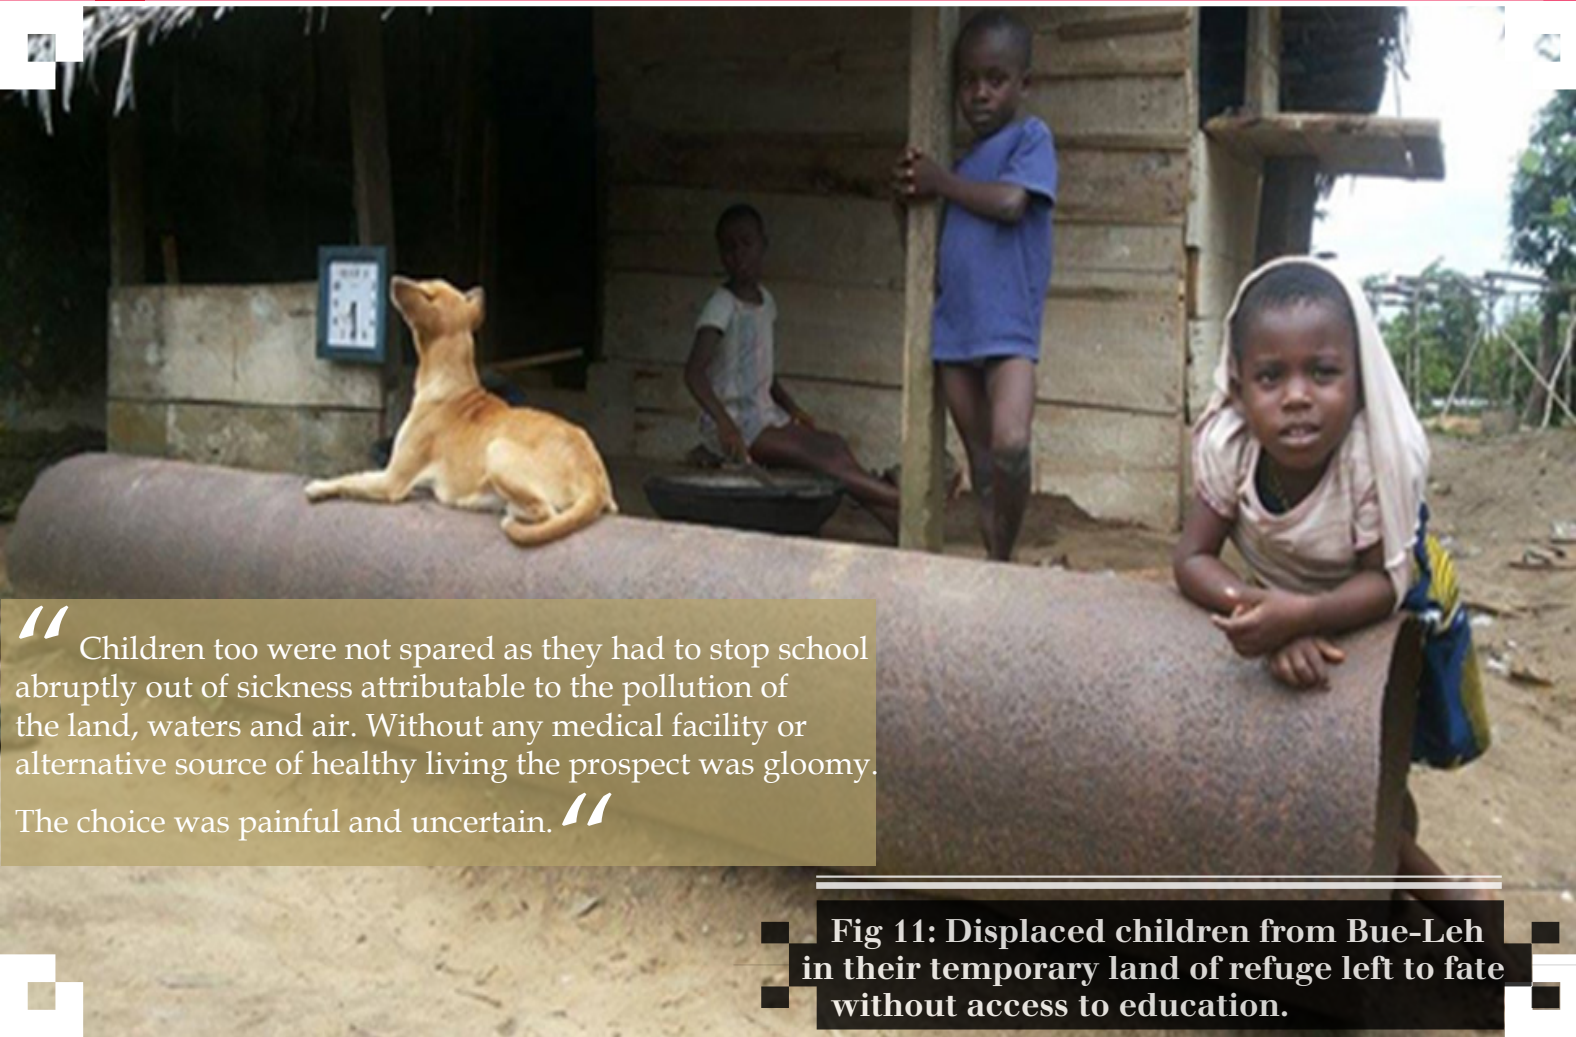 “ Children too were not spared as they had to stop school
abruptly out of sickness attributable to the pollution of
the land, waters and air. Without any medical facility or
alternative source of healthy living the prospect was gloomy.
The choice was painful and uncertain. “
Fig 11: Displaced children from Bue-Leh
in their temporary land of refuge left to fate
without access to education.